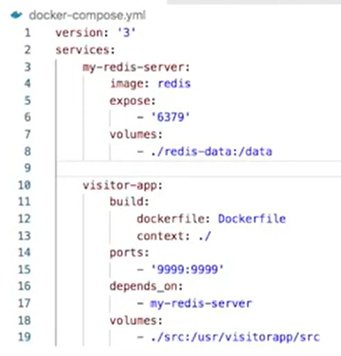 docker-compose.yml
1 version: '3'
2 services:
3     my-redis-server:
4         image: redis
5         expose:
6             - '6379'
7         volumes:
8             - ./redis-data:/data
9
10     visitor-app:
11         build:
12             dockerfile: Dockerfile
13             context: ./
14         ports:
15             - '9999:9999'
16         depends_on:
17             - my-redis-server
18         volumes:
19             - ./src:/usr/visitorapp/src